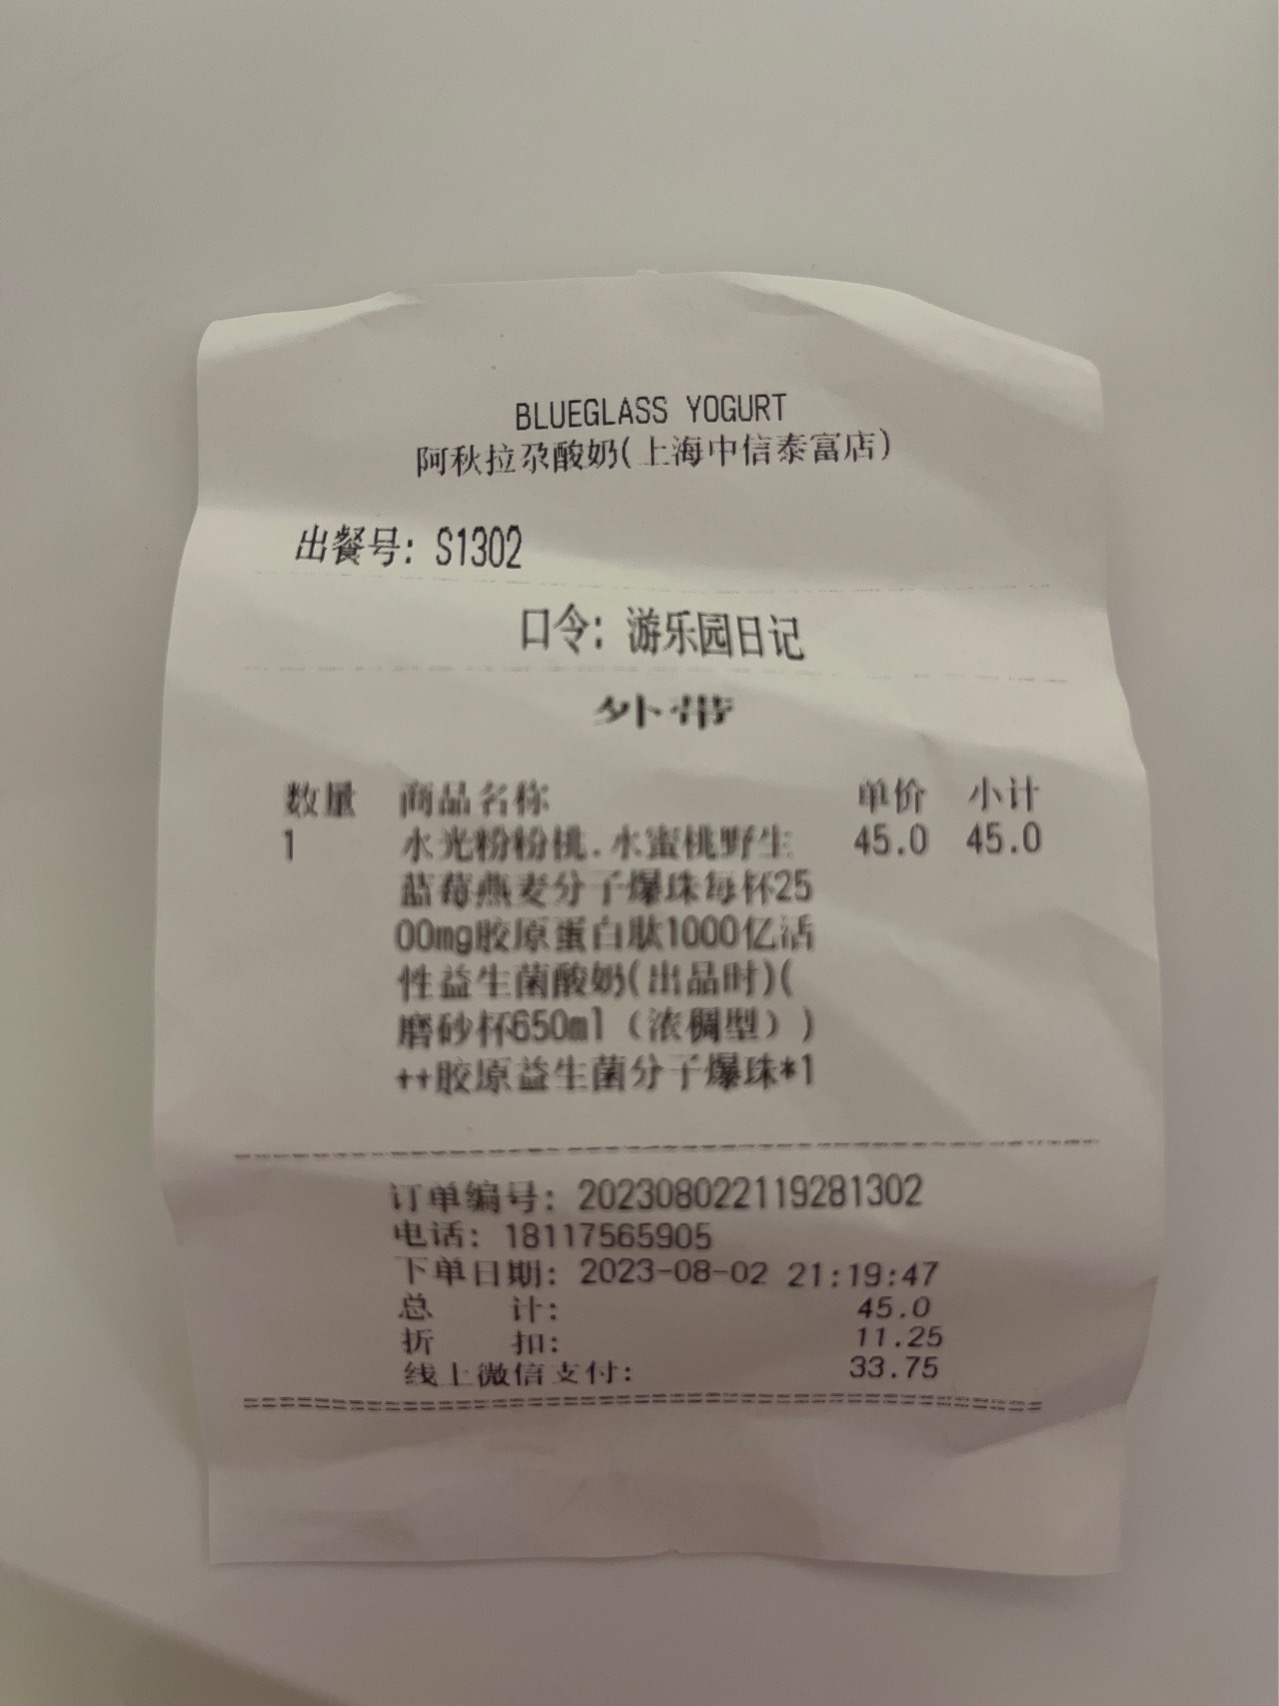 BLUEGLASS YOGURT
阿秋拉尕酸奶(上海中信泰富店)
出餐号: S1302
口令: 游乐园日记
外带
数量 商品名称 单价 小计
1 水光粉粉桃.水蜜桃野生 45.0 45.0
蓝莓燕麦分子爆珠每杯25
00mg胶原蛋白肽1000亿活
性益生菌酸奶(出品时)(
磨砂杯650ml（浓稠型）)
++胶原益生菌分子爆珠*1
订单编号: 202308022119281302
电话: 18117565905
下单日期: 2023-08-02 21:19:47
总 计: 45.0
折 扣: 11.25
线上微信支付: 33.75